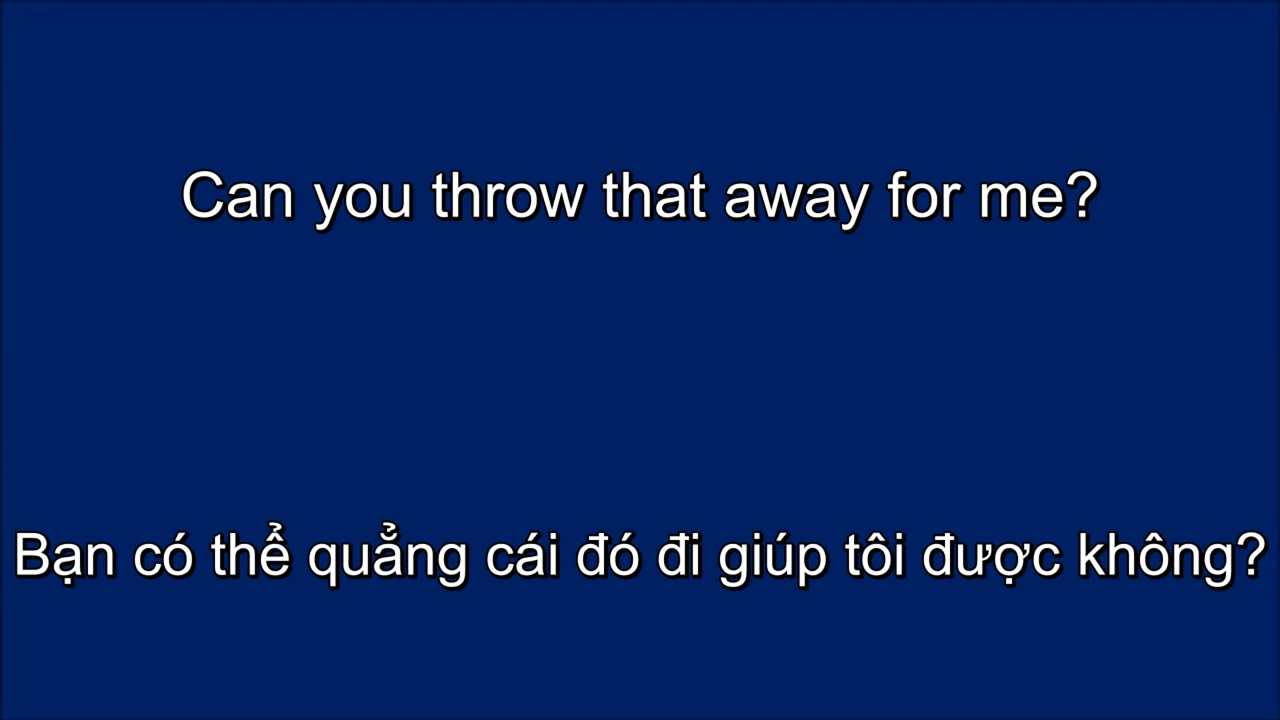 Can you throw that away for me?
Bạn có thể quẳng cái đó đi giúp tôi được không?